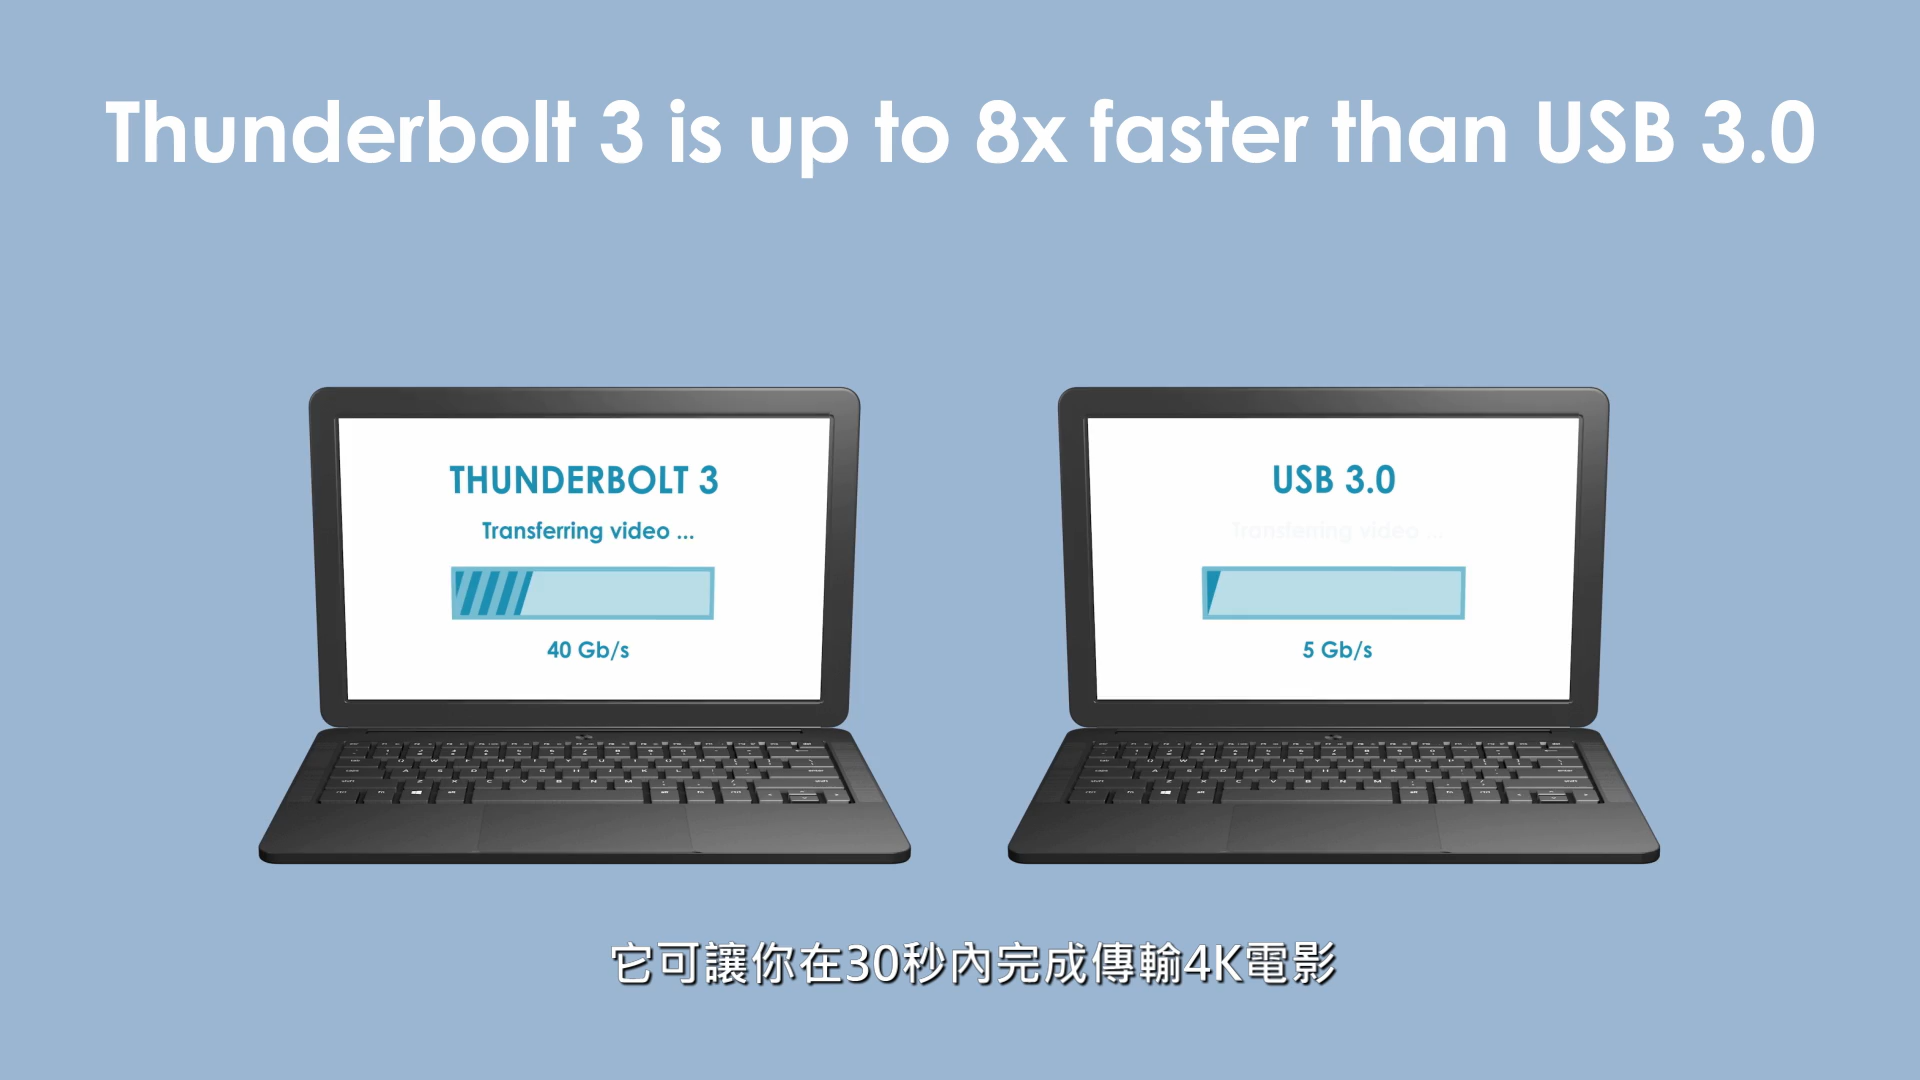 Thunderbolt 3 is up to 8x faster than USB 3.0
THUNDERBOLT 3
Transferring video ...
40 Gb/s
USB 3.0
Transferring video ...
5 Gb/s
它可讓你在30秒內完成傳輸4K電影